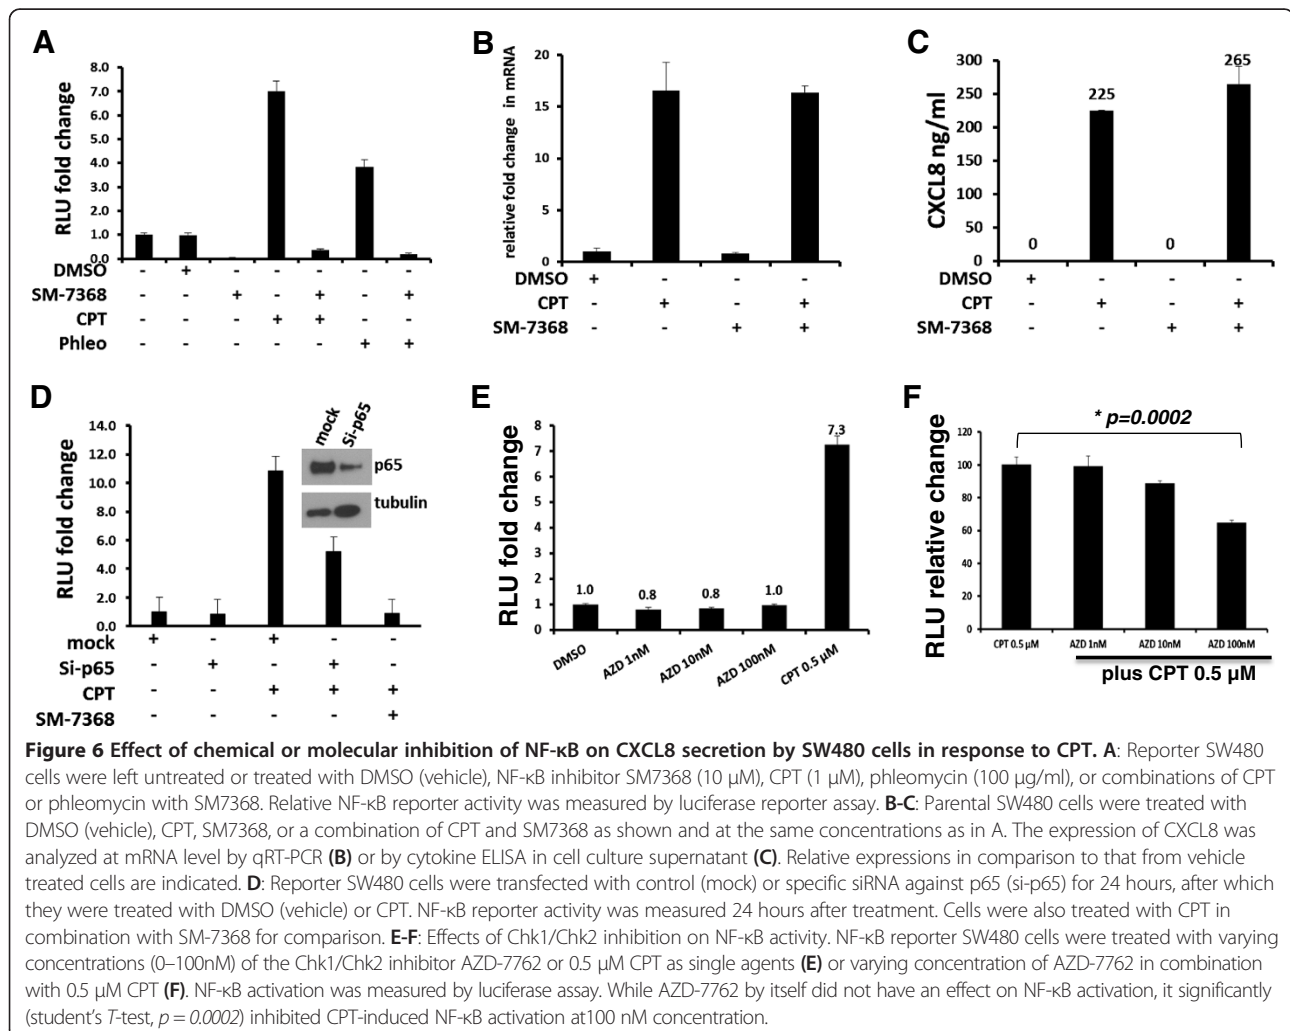 A
RLU fold change
8.0
7.0
6.0
5.0
4.0
3.0
2.0
1.0
0.0
DMSO - + - - - - -
SM-7368 - - + - + - +
CPT - - - + + - -
Phleo - - - - - + +
B
relative fold change in mRNA
20
15
10
5
0
DMSO + - - -
CPT - + - +
SM-7368 - - + +
C
CXCL8 ng/ml
300
250
200
150
100
50
0
0 225 0 265
DMSO + - - -
CPT - + - +
SM-7368 - - + +
D
RLU fold change
14.0
12.0
10.0
8.0
6.0
4.0
2.0
0.0
mock Si-p65
p65
tubulin
mock + - + - -
Si-p65 - + - + -
CPT - - + + +
SM-7368 - - - - +
E
RLU fold change
8
7
6
5
4
3
2
1
0
1.0 0.8 0.8 1.0 7.3
DMSO AZD 1nM AZD 10nM AZD 100nM CPT 0.5 µM
F
* p=0.0002
RLU relative change
120
100
80
60
40
20
0
CPT 0.5 µM AZD 1nM AZD 10nM AZD 100nM
plus CPT 0.5 µM
Figure 6 Effect of chemical or molecular inhibition of NF-κB on CXCL8 secretion by SW480 cells in response to CPT. A: Reporter SW480
cells were left untreated or treated with DMSO (vehicle), NF-κB inhibitor SM7368 (10 µM), CPT (1 µM), phleomycin (100 µg/ml), or combinations of CPT
or phleomycin with SM7368. Relative NF-κB reporter activity was measured by luciferase reporter assay. B-C: Parental SW480 cells were treated with
DMSO (vehicle), CPT, SM7368, or a combination of CPT and SM7368 as shown and at the same concentrations as in A. The expression of CXCL8 was
analyzed at mRNA level by qRT-PCR (B) or by cytokine ELISA in cell culture supernatant (C). Relative expressions in comparison to that from vehicle
treated cells are indicated. D: Reporter SW480 cells were transfected with control (mock) or specific siRNA against p65 (si-p65) for 24 hours, after which
they were treated with DMSO (vehicle) or CPT. NF-κB reporter activity was measured 24 hours after treatment. Cells were also treated with CPT in
combination with SM-7368 for comparison. E-F: Effects of Chk1/Chk2 inhibition on NF-κB activity. NF-κB reporter SW480 cells were treated with varying
concentrations (0–100nM) of the Chk1/Chk2 inhibitor AZD-7762 or 0.5 µM CPT as single agents (E) or varying concentration of AZD-7762 in combination
with 0.5 µM CPT (F). NF-κB activation was measured by luciferase assay. While AZD-7762 by itself did not have an effect on NF-κB activation, it significantly
(student's T-test, p = 0.0002) inhibited CPT-induced NF-κB activation at100 nM concentration.